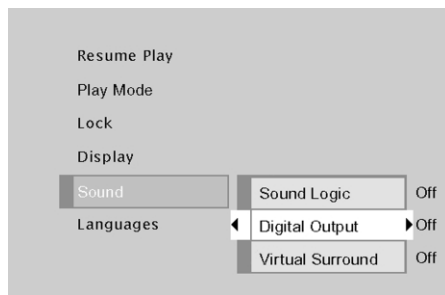 Resume Play
Play Mode
Lock
Display
Sound
Sound Logic Off
Languages
Digital Output Off
Virtual Surround Off